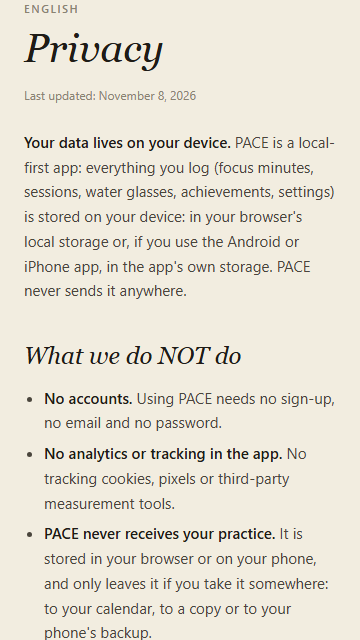 ENGLISH
Privacy
Last updated: November 8, 2026
Your data lives on your device. PACE is a local-
first app: everything you log (focus minutes,
sessions, water glasses, achievements, settings)
is stored on your device: in your browser's
local storage or, if you use the Android or
iPhone app, in the app's own storage. PACE
never sends it anywhere.
What we do NOT do
• No accounts. Using PACE needs no sign-up,
no email and no password.
• No analytics or tracking in the app. No
tracking cookies, pixels or third-party
measurement tools.
• PACE never receives your practice. It is
stored in your browser or on your phone,
and only leaves it if you take it somewhere:
to your calendar, to a copy or to your
phone's backup.